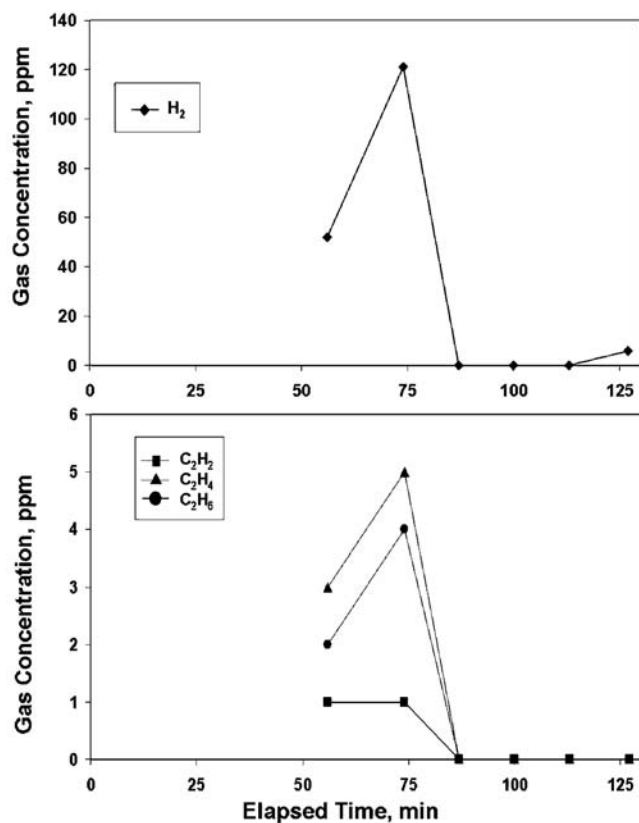 140
120
100
80
60
40
20
0
Gas Concentration, ppm
H₂
0 25 50 75 100 125
6
5
4
3
2
1
0
Gas Concentration, ppm
C₂H₂
C₂H₄
C₂H₆
0 25 50 75 100 125
Elapsed Time, min